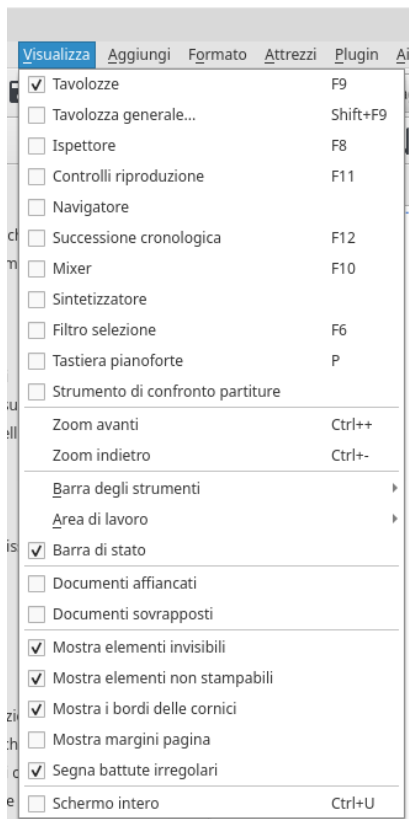 Visualizza Aggiungi Formato Attrezzi Plugin Ai
Tavolozze F9
Tavolozza generale... Shift+F9
Ispettore F8
Controlli riproduzione F11
Navigatore
Successione cronologica F12
Mixer F10
Sintetizzatore
Filtro selezione F6
Tastiera pianoforte P
Strumento di confronto partiture
Zoom avanti Ctrl++
Zoom indietro Ctrl+-
Barra degli strumenti
Area di lavoro
Barra di stato
Documenti affiancati
Documenti sovrapposti
Mostra elementi invisibili
Mostra elementi non stampabili
Mostra i bordi delle cornici
Mostra margini pagina
Segna battute irregolari
Schermo intero Ctrl+U